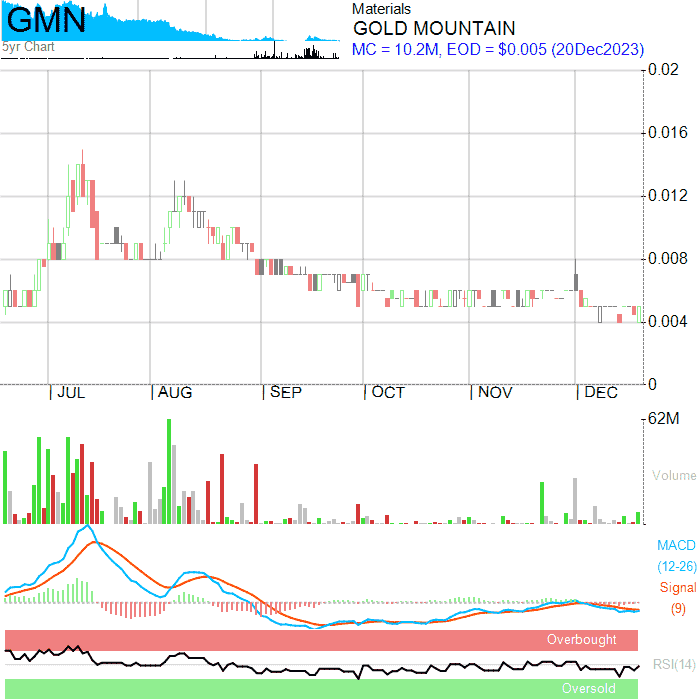 GMN
5yr Chart
Materials
GOLD MOUNTAIN
MC = 10.2M, EOD = $0.005 (20Dec2023)
0.02
0.016
0.012
0.008
0.004
0
JUL AUG SEP OCT NOV DEC
62M
Volume
MACD
(12-26)
Signal
(9)
Overbought
RSI(14)
Oversold